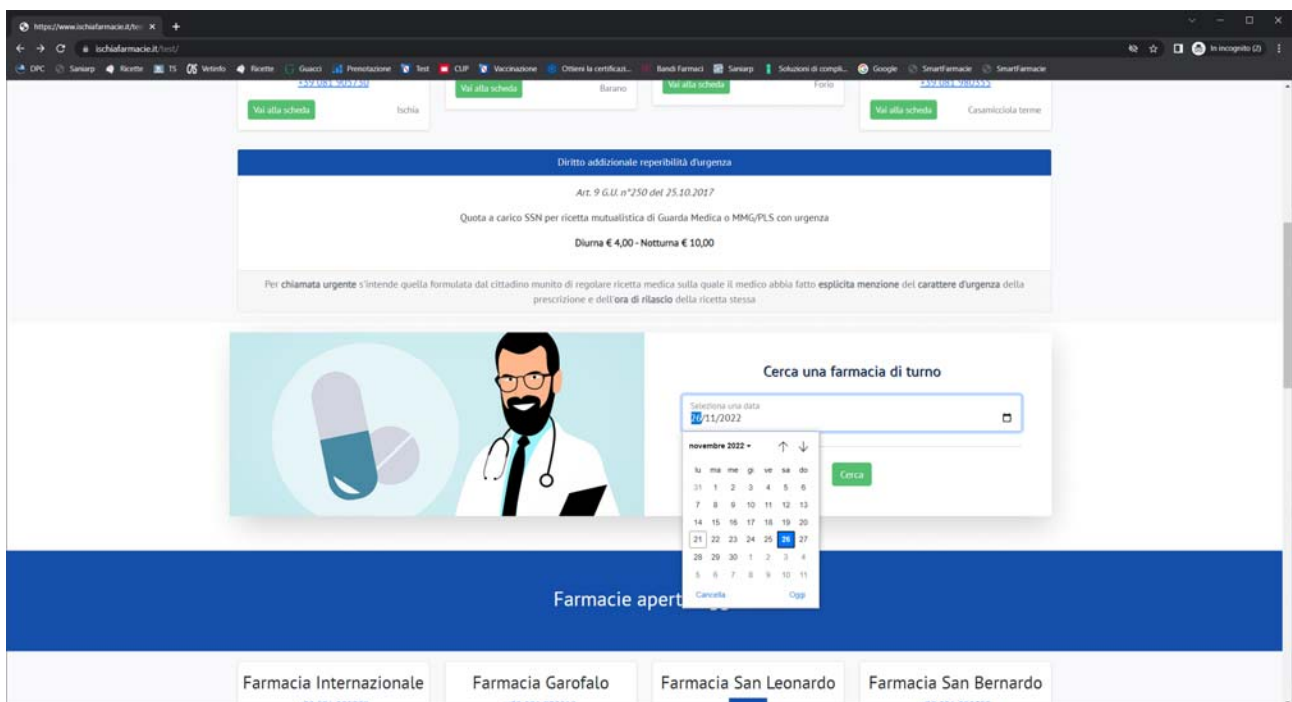 https://www.ischiafarmacie.it/tes
ischiafarmacie.it/test/
In incognito (2)
DPC Saniarp Ricette TS Vetinfo Ricette Guacci Prenotazione Test CUP Vaccinazione Ottieni la certificazi... Bandi Farmaci Saniarp Soluzioni di compil... Google SmartFarmacie SmartFarmacie
+39 081 980333
Vai alla scheda Barano
Vai alla scheda Forio
Vai alla scheda Ischia
Vai alla scheda Casamicciola terme
Diritto addizionale reperibilità d'urgenza
Art. 9 G.U. n°250 del 25.10.2017
Quota a carico SSN per ricetta mutualistica di Guarda Medica o MMG/PLS con urgenza
Diurna € 4,00 - Notturna € 10,00
Per chiamata urgente s'intende quella formulata dal cittadino munito di regolare ricetta medica sulla quale il medico abbia fatto esplicita menzione del carattere d'urgenza della
prescrizione e dell'ora di rilascio della ricetta stessa
Cerca una farmacia di turno
Seleziona una data
26/11/2022
novembre 2022
lu ma me gi ve sa do
31 1 2 3 4 5 6
7 8 9 10 11 12 13
14 15 16 17 18 19 20
21 22 23 24 25 26 27
28 29 30 1 2 3 4
5 6 7 8 9 10 11
Cancella Oggi
Cerca
Farmacie apert
Farmacia Internazionale
Farmacia Garofalo
Farmacia San Leonardo
Farmacia San Bernardo